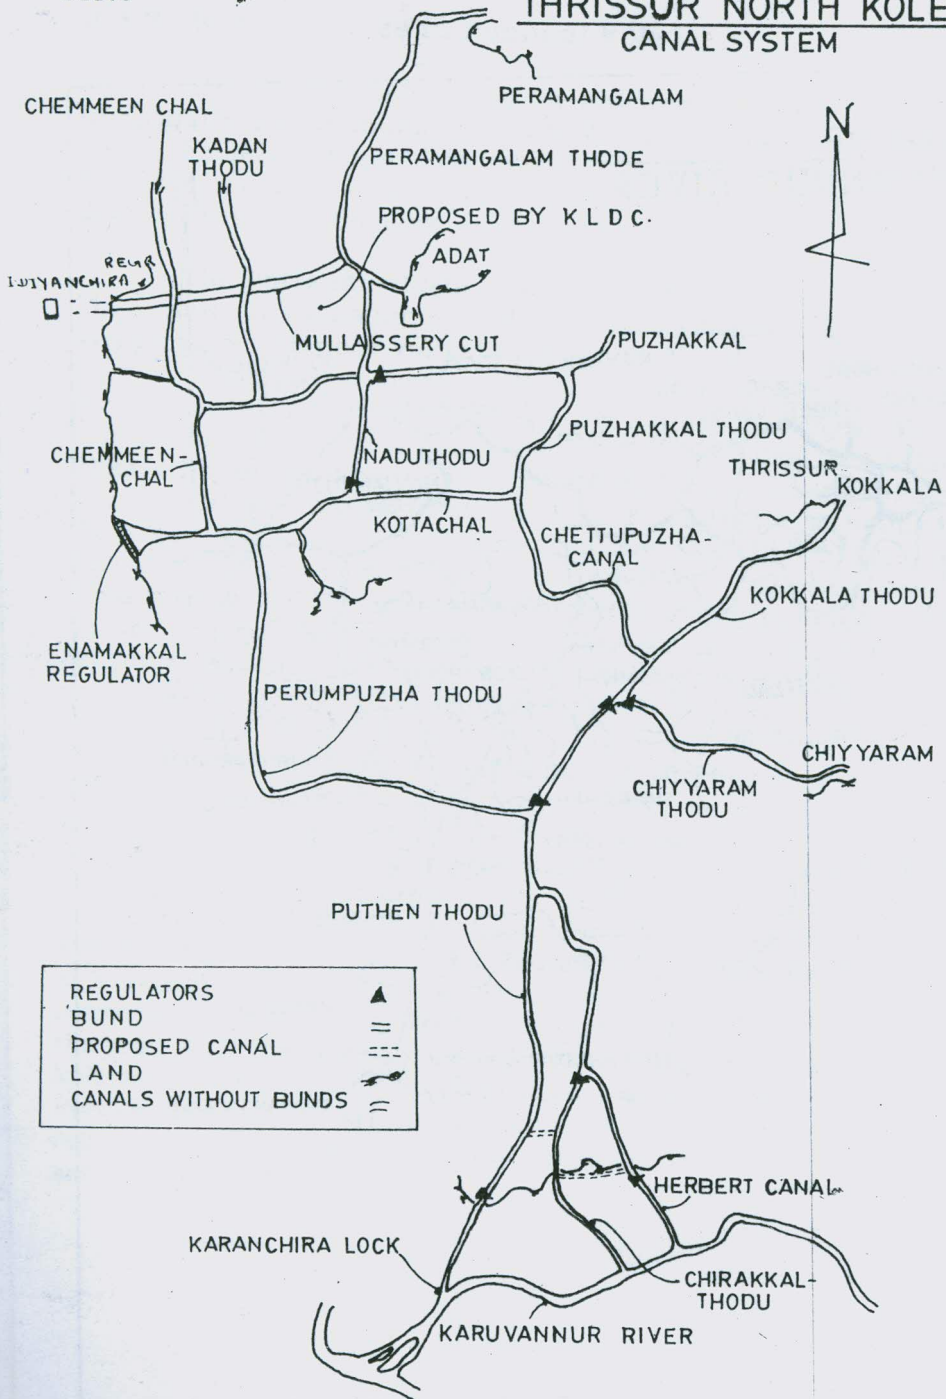 THRISSUR NORTH KOLE
CANAL SYSTEM
PERAMANGALAM
CHEMMEEN CHAL
KADAN
THODU
PERAMANGALAM THODE
N
PROPOSED BY K L D C.
ADAT
REGR
IDIYANCHIRA
MULLASSERY CUT
PUZHAKKAL
PUZHAKKAL THODU
CHEMMEEN-
CHAL
NADUTHODU
THRISSUR
KOKKALA
KOTTACHAL
CHETTUPUZHA-
CANAL
KOKKALA THODU
ENAMAKKAL
REGULATOR
PERUMPUZHA THODU
CHIYYARAM
CHIYYARAM
THODU
PUTHEN THODU
REGULATORS
BUND
PROPOSED CANAL
LAND
CANALS WITHOUT BUNDS
HERBERT CANAL
KARANCHIRA LOCK
CHIRAKKAL-
THODU
KARUVANNUR RIVER